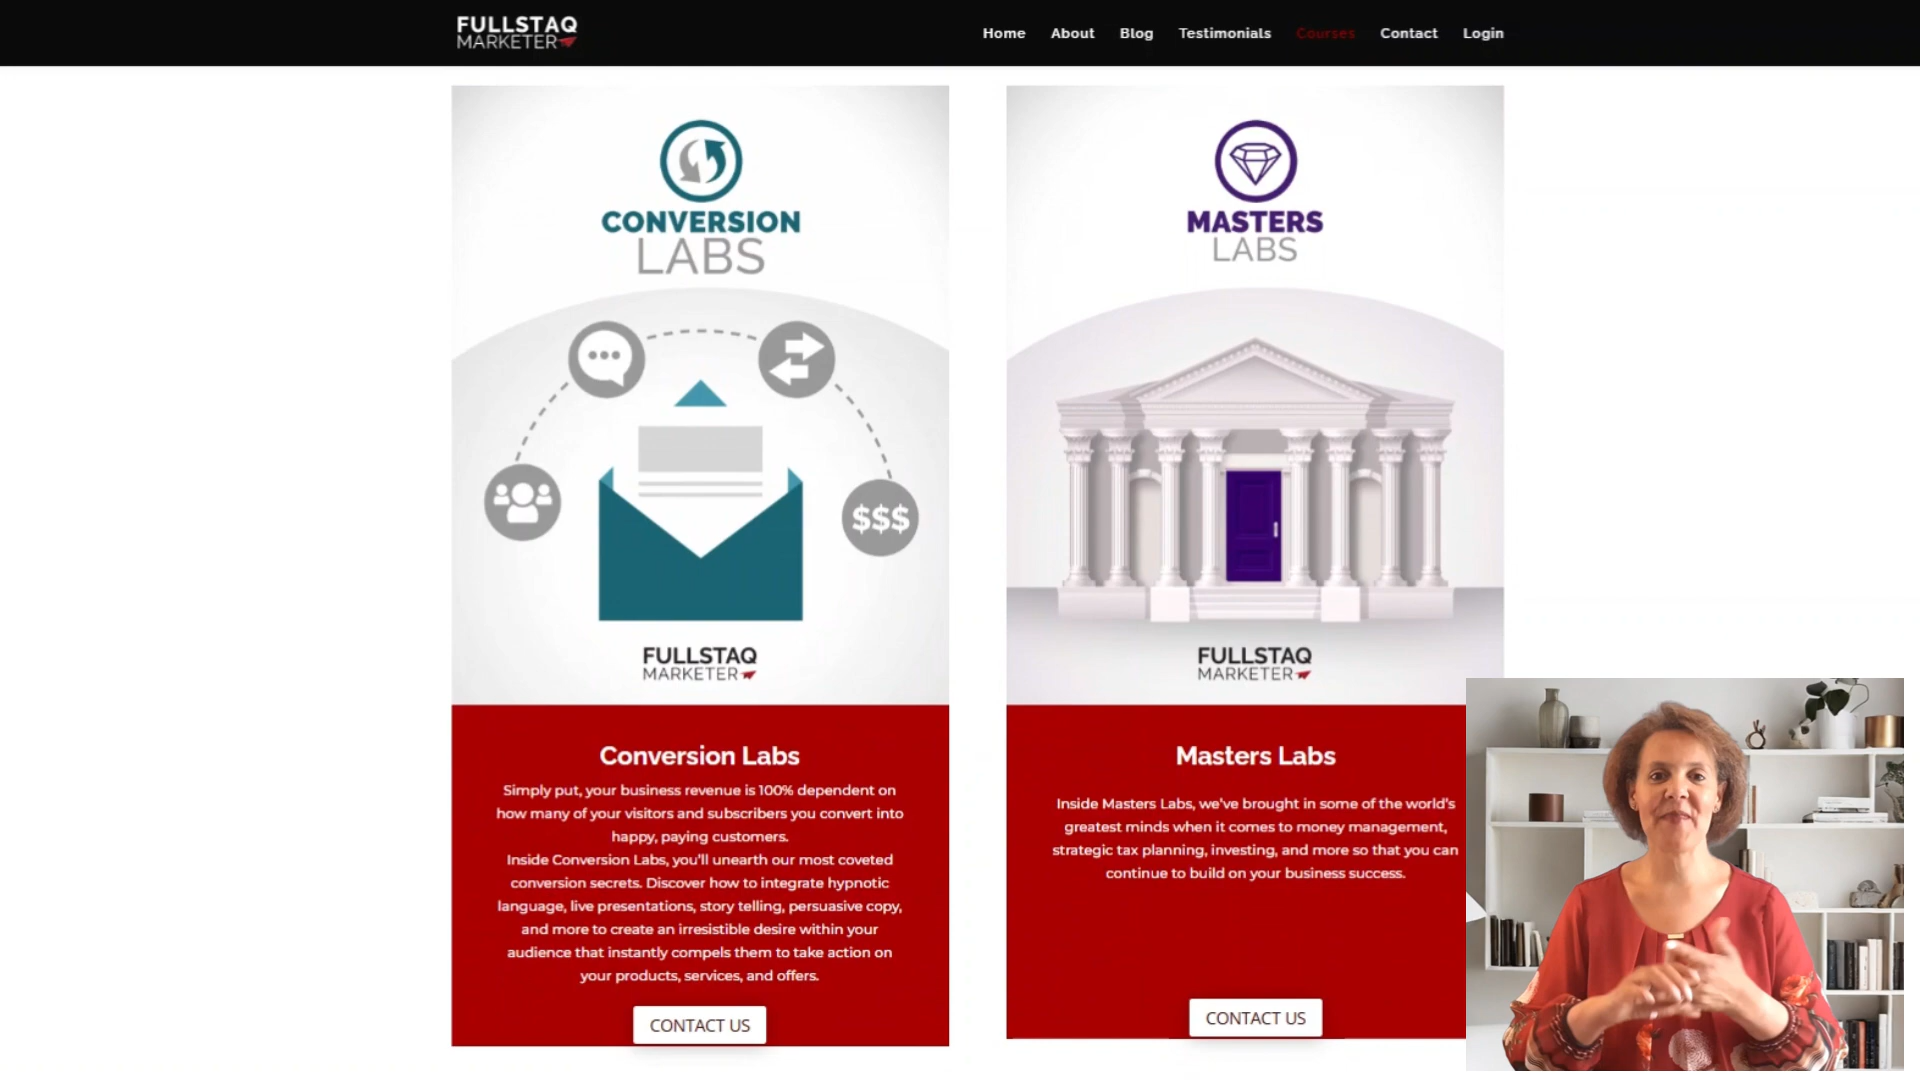 FULLSTAQ
MARKETER
Home About Blog Testimonials Courses Contact Login
CONVERSION
LABS
$$$
FULLSTAQ
MARKETER
Conversion Labs
Simply put, your business revenue is 100% dependent on
how many of your visitors and subscribers you convert into
happy, paying customers.
Inside Conversion Labs, you'll unearth our most coveted
conversion secrets. Discover how to integrate hypnotic
language, live presentations, story telling, persuasive copy,
and more to create an irresistible desire within your
audience that instantly compels them to take action on
your products, services, and offers.
CONTACT US
MASTERS
LABS
FULLSTAQ
MARKETER
Masters Labs
Inside Masters Labs, we've brought in some of the world's
greatest minds when it comes to money management,
strategic tax planning, investing, and more so that you can
continue to build on your business success.
CONTACT US